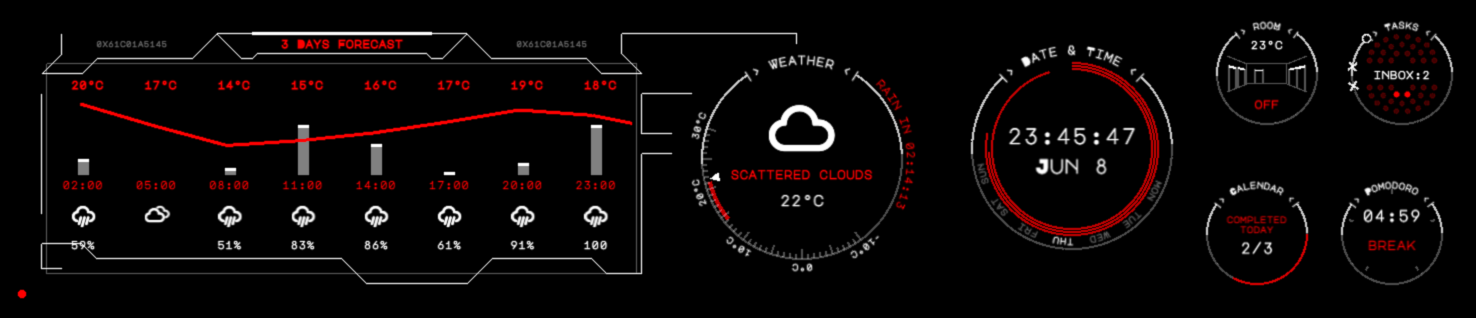 0X61C01A5145
3 DAYS FORECAST
0X61C01A5145
20°C 17°C 14°C 15°C 16°C 17°C 19°C 18°C
02:00 05:00 08:00 11:00 14:00 17:00 20:00 23:00
59% 51% 83% 86% 61% 91% 100
WEATHER
RAIN IN 02:14:13
SCATTERED CLOUDS
22°C
30°C
20°C
10°C
0°C
-10°C
DATE & TIME
23:45:47
JUN 8
MON TUE WED THU FRI SAT SUN
ROOM
23°C
OFF
TASKS
INBOX:2
CALENDAR
COMPLETED
TODAY
2/3
POMODORO
04:59
BREAK